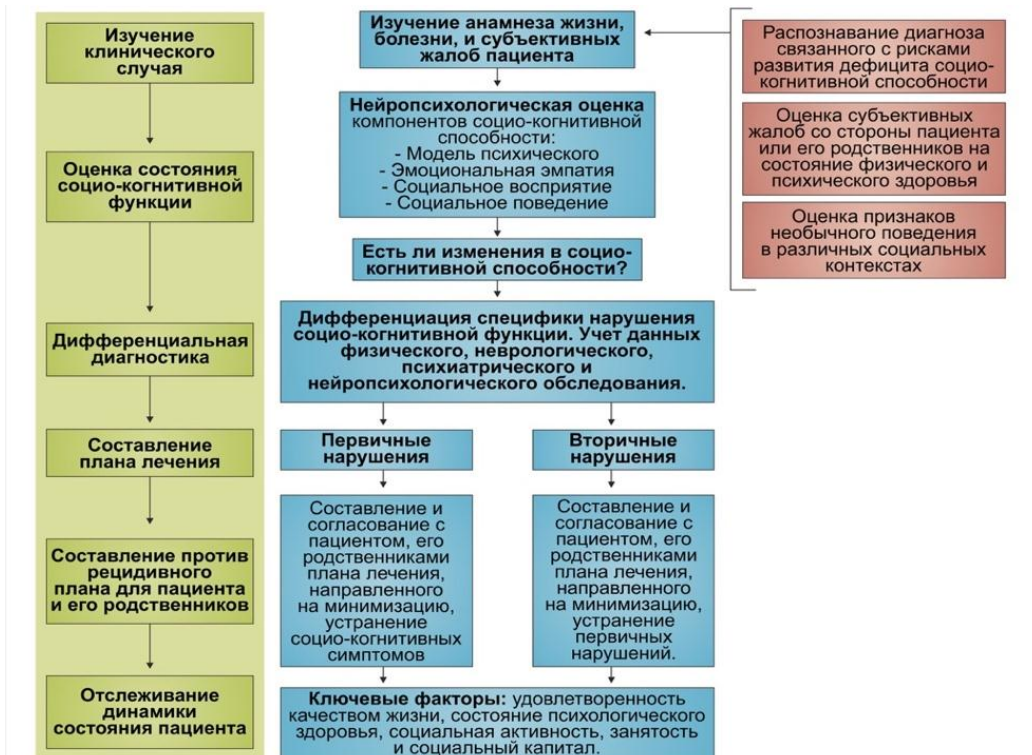 Изучение
клинического
случая
Оценка состояния
социо-когнитивной
функции
Дифференциальная
диагностика
Составление
плана лечения
Составление против
рецидивного
плана для пациента
и его родственников
Отслеживание
динамики
состояния пациента
Изучение анамнеза жизни,
болезни, и субъективных
жалоб пациента
Нейропсихологическая оценка
компонентов социо-когнитивной
способности:
- Модель психического
- Эмоциональная эмпатия
- Социальное восприятие
- Социальное поведение
Есть ли изменения в социо-
когнитивной способности?
Дифференциация специфики нарушения
социо-когнитивной функции. Учет данных
физического, неврологического,
психиатрического и
нейропсихологического обследования.
Первичные
нарушения
Составление и
согласование с
пациентом, его
родственниками
плана лечения,
направленного
на минимизацию,
устранение
социо-когнитивных
симптомов
Вторичные
нарушения
Составление и
согласование с
пациентом, его
родственниками
плана лечения,
направленного
на минимизацию,
устранение
первичных
нарушений.
Ключевые факторы: удовлетворенность
качеством жизни, состояние психологического
здоровья, социальная активность, занятость
и социальный капитал.
Распознавание диагноза
связанного с рисками
развития дефицита социо-
когнитивной способности
Оценка субъективных
жалоб со стороны пациента
или его родственников на
состояние физического и
психического здоровья
Оценка признаков
необычного поведения
в различных социальных
контекстах